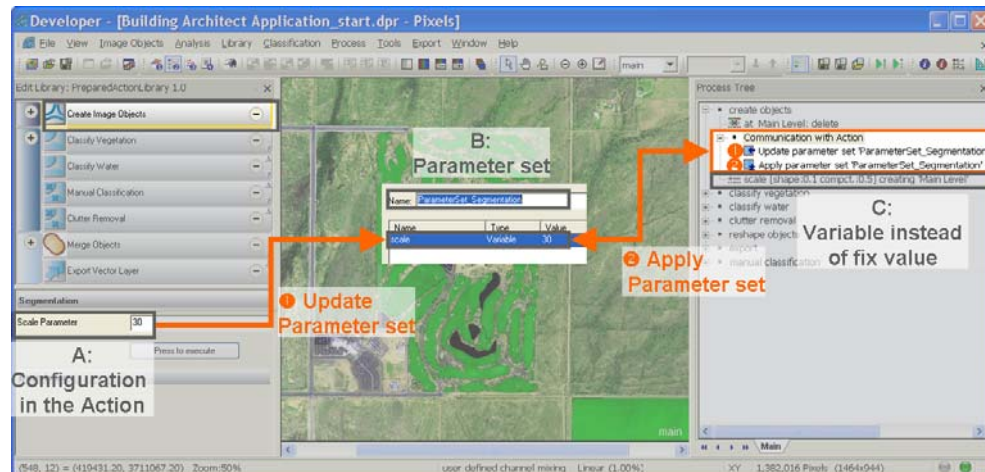 Developer - [Building Architect Application_start.dpr - Pixels]
File View Image Objects Analysis Library Classification Process Tools Export Window Help
main
Edit Library: PreparedActionLibrary 1.0
Create Image Objects
Classify Vegetation
Classify Water
Manual Classification
Clutter Removal
Merge Objects
Export Vector Layer
Segmentation
Scale Parameter 30
Press to execute
A:
Configuration
in the Action
❶ Update
Parameter set
B:
Parameter set
Name: ParameterSet_Segmentation
Name Type Value
scale Variable 30
❷ Apply
Parameter set
main
Process Tree
create objects
at Main Level: delete
Communication with Action
❶ Update parameter set 'ParameterSet_Segmentation
❷ Apply parameter set 'ParameterSet_Segmentation'
scale [shape:0.1 compct.:0.5] creating 'Main Level'
classify vegetation
classify water
clutter removal
reshape objects
export
manual classification
C:
Variable instead
of fix value
Main
(548, 12) = (419431.20, 3711067.20) Zoom:50% user defined channel mixing Linear (1.00%) XY 1,382,016 Pixels (1464x944)